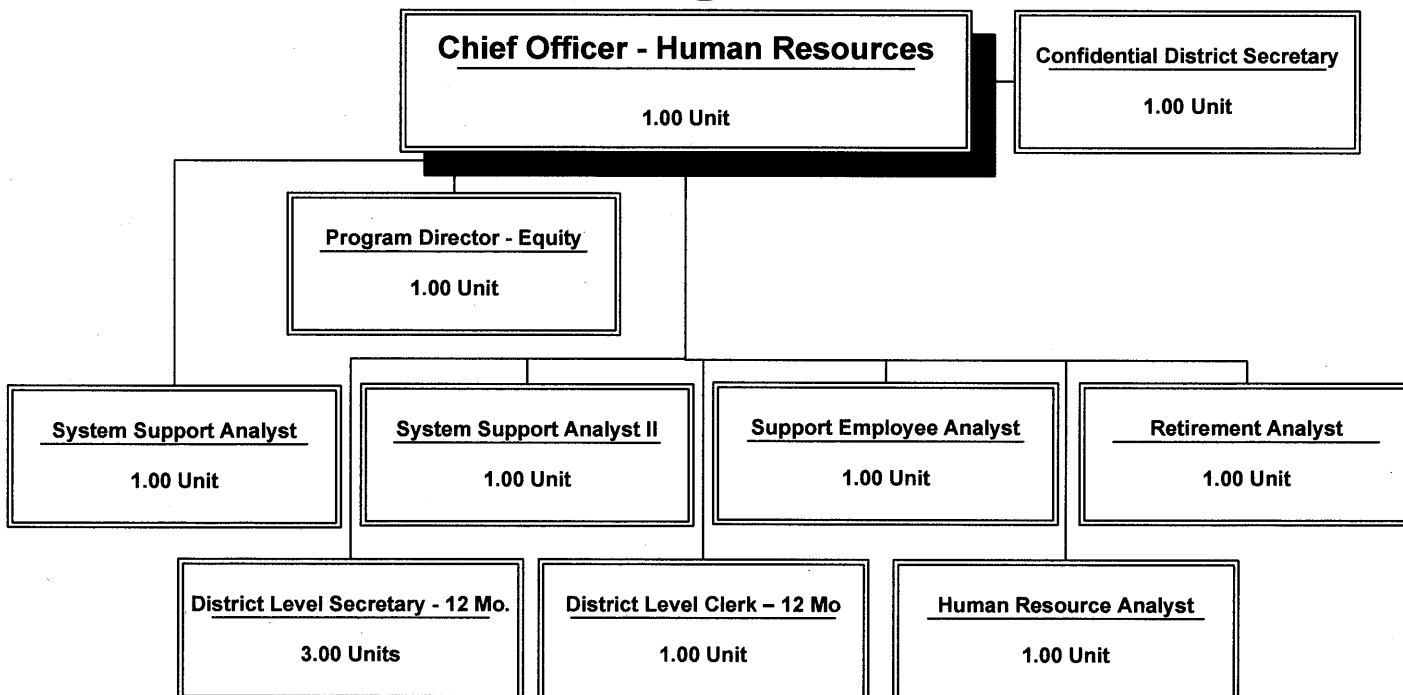 Chief Officer - Human Resources
1.00 Unit
Confidential District Secretary
1.00 Unit
Program Director - Equity
1.00 Unit
System Support Analyst
1.00 Unit
System Support Analyst II
1.00 Unit
Support Employee Analyst
1.00 Unit
Retirement Analyst
1.00 Unit
District Level Secretary - 12 Mo.
3.00 Units
District Level Clerk – 12 Mo
1.00 Unit
Human Resource Analyst
1.00 Unit